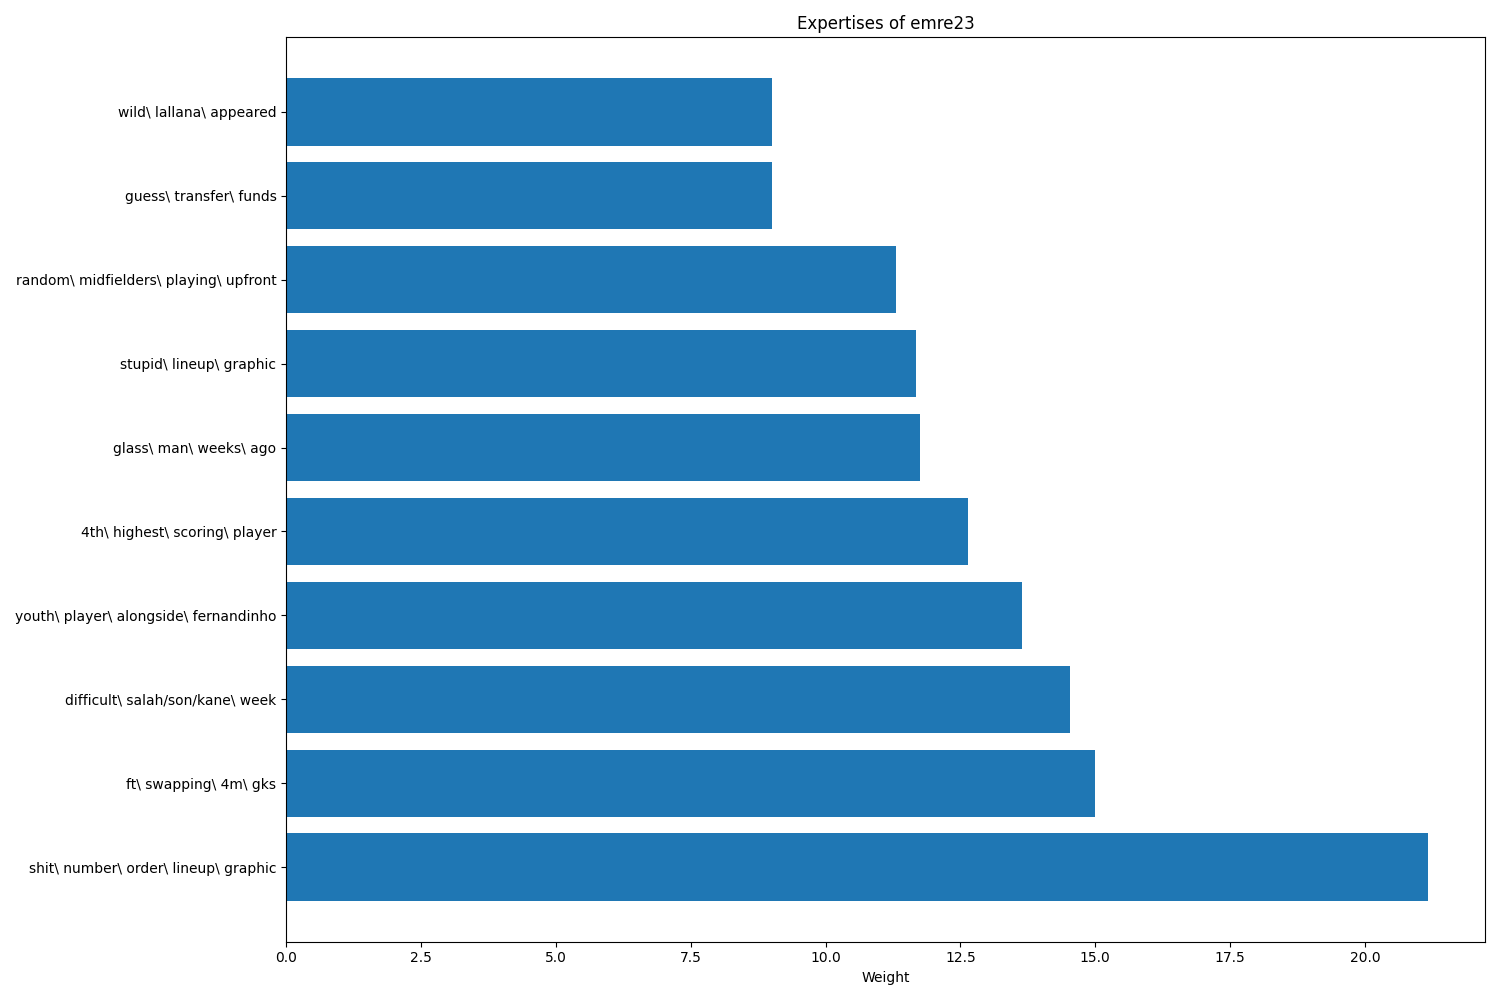 Expertises of emre23
wild\ lallana\ appeared
guess\ transfer\ funds
random\ midfielders\ playing\ upfront
stupid\ lineup\ graphic
glass\ man\ weeks\ ago
4th\ highest\ scoring\ player
youth\ player\ alongside\ fernandinho
difficult\ salah/son/kane\ week
ft\ swapping\ 4m\ gks
shit\ number\ order\ lineup\ graphic
0.0 2.5 5.0 7.5 10.0 12.5 15.0 17.5 20.0
Weight